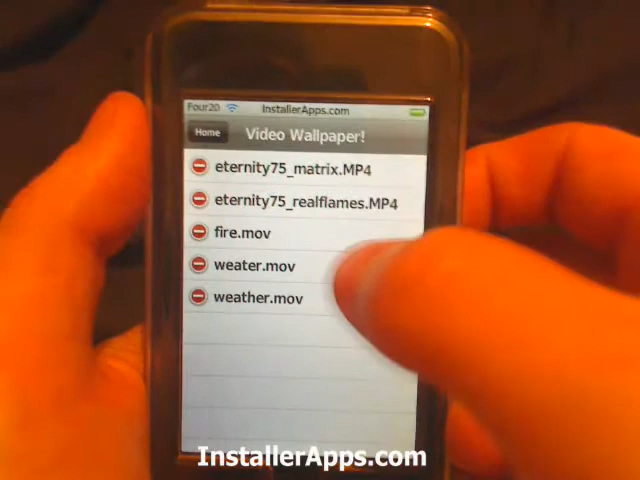 Four20 InstallerApps.com
Home Video Wallpaper!
eternity75_matrix.MP4
eternity75_realflames.MP4
fire.mov
weater.mov
weather.mov
InstallerApps.com